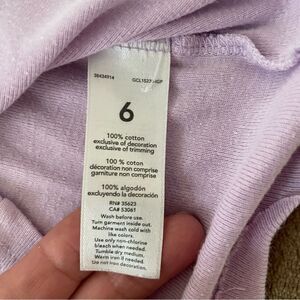 38434914
6
100% cotton
exclusive of decoration
exclusive of trimming
100 % coton
décoration non comprise
garniture non comprise
100% algodón
excluyendo la decoración
RN# 35623
CA# 53061
Wash before use.
Turn garment inside out.
Machine wash cold with
like colors.
Use only non-chlorine
bleach when needed.
Tumble dry medium.
Warm iron if needed.
Do not iron decoration.